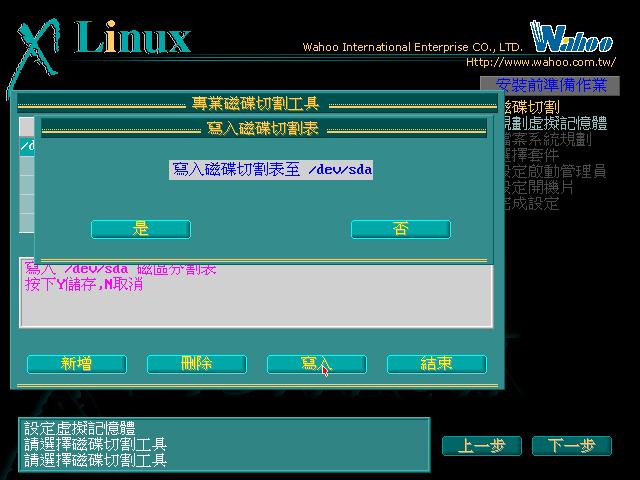 XLinux
Wahoo International Enterprise CO., LTD. Wahoo
Http://www.wahoo.com.tw/
安裝前準備作業
磁碟切割
規劃虛擬記憶體
檔案系統規劃
選擇套件
設定啟動管理員
設定開機片
完成設定
專業磁碟切割工具
寫入磁碟切割表
寫入磁碟切割表至 /dev/sda
是 否
寫入 /dev/sda 磁區分割表
按下Y儲存,N取消
新增 刪除 寫入 結束
設定虛擬記憶體
請選擇磁碟切割工具
請選擇磁碟切割工具
上一步 下一步